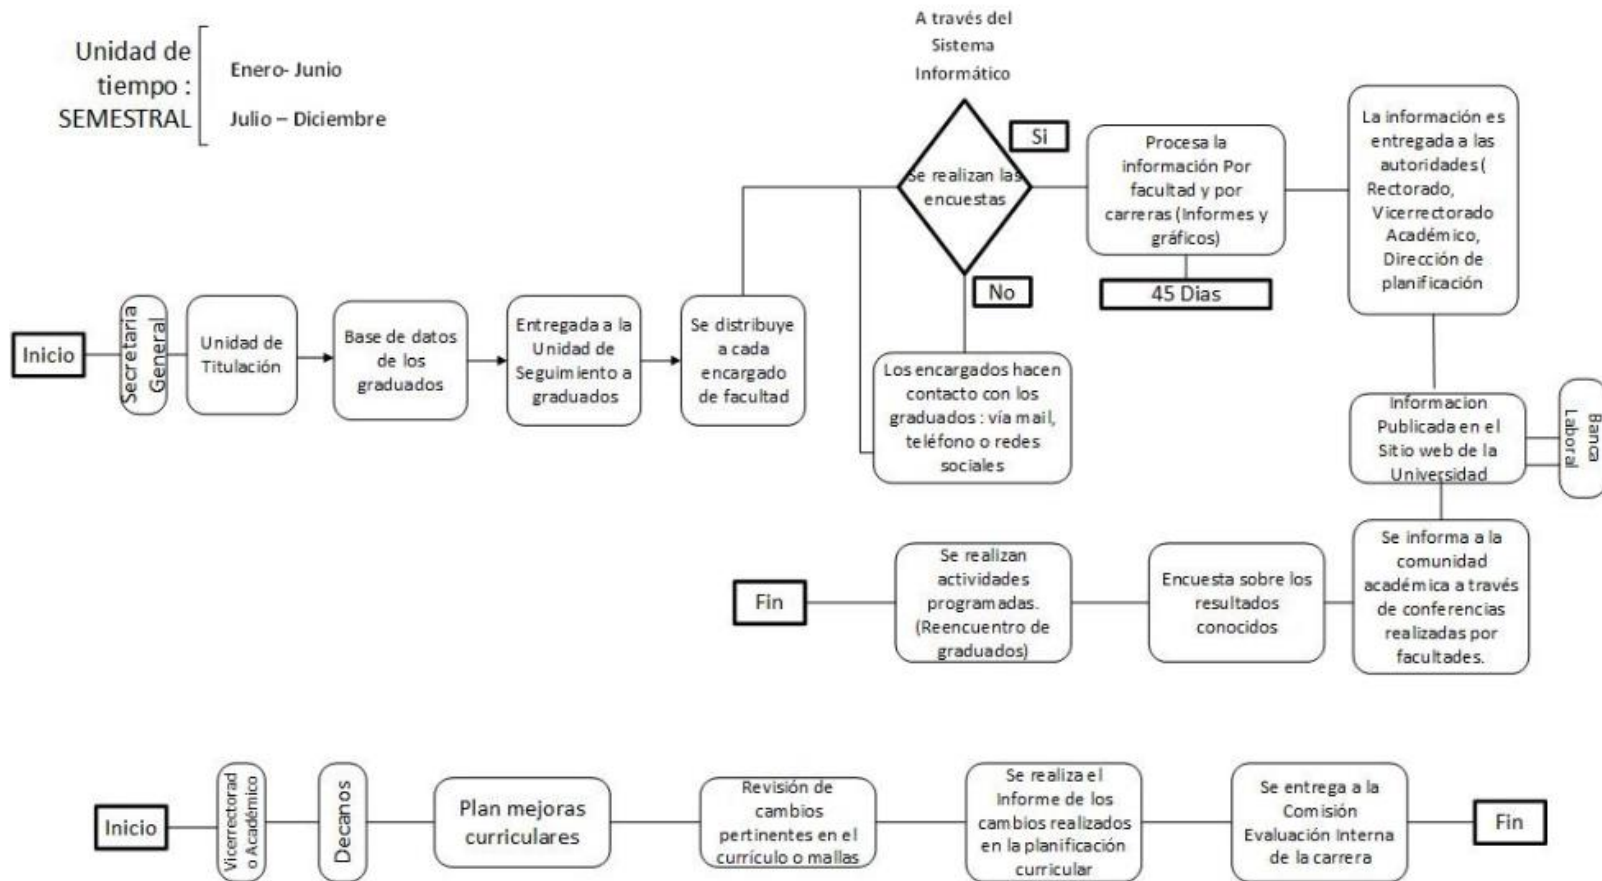 Unidad de
tiempo :
SEMESTRAL
Enero- Junio
Julio – Diciembre
A través del
Sistema
Informático
Se realizan las
encuestas
Si
No
Procesa la
información Por
facultad y por
carreras (Informes y
gráficos)
45 Dias
La información es
entregada a las
autoridades (
Rectorado,
Vicerrectorado
Académico,
Dirección de
planificación
Inicio
Secretaria
General
Unidad de
Titulación
Base de datos
de los
graduados
Entregada a la
Unidad de
Seguimiento a
graduados
Se distribuye
a cada
encargado
de facultad
Los encargados hacen
contacto con los
graduados : vía mail,
teléfono o redes
sociales
Informacion
Publicada en el
Sitio web de la
Universidad
Banca
Laboral
Fin
Se realizan
actividades
programadas.
(Reencuentro de
graduados)
Encuesta sobre los
resultados
conocidos
Se informa a la
comunidad
académica a través
de conferencias
realizadas por
facultades.
Inicio
Vicerrectorad
o Académico
Decanos
Plan mejoras
curriculares
Revisión de
cambios
pertinentes en el
currículo o mallas
Se realiza el
Informe de los
cambios realizados
en la planificación
curricular
Se entrega a la
Comisión
Evaluación Interna
de la carrera
Fin